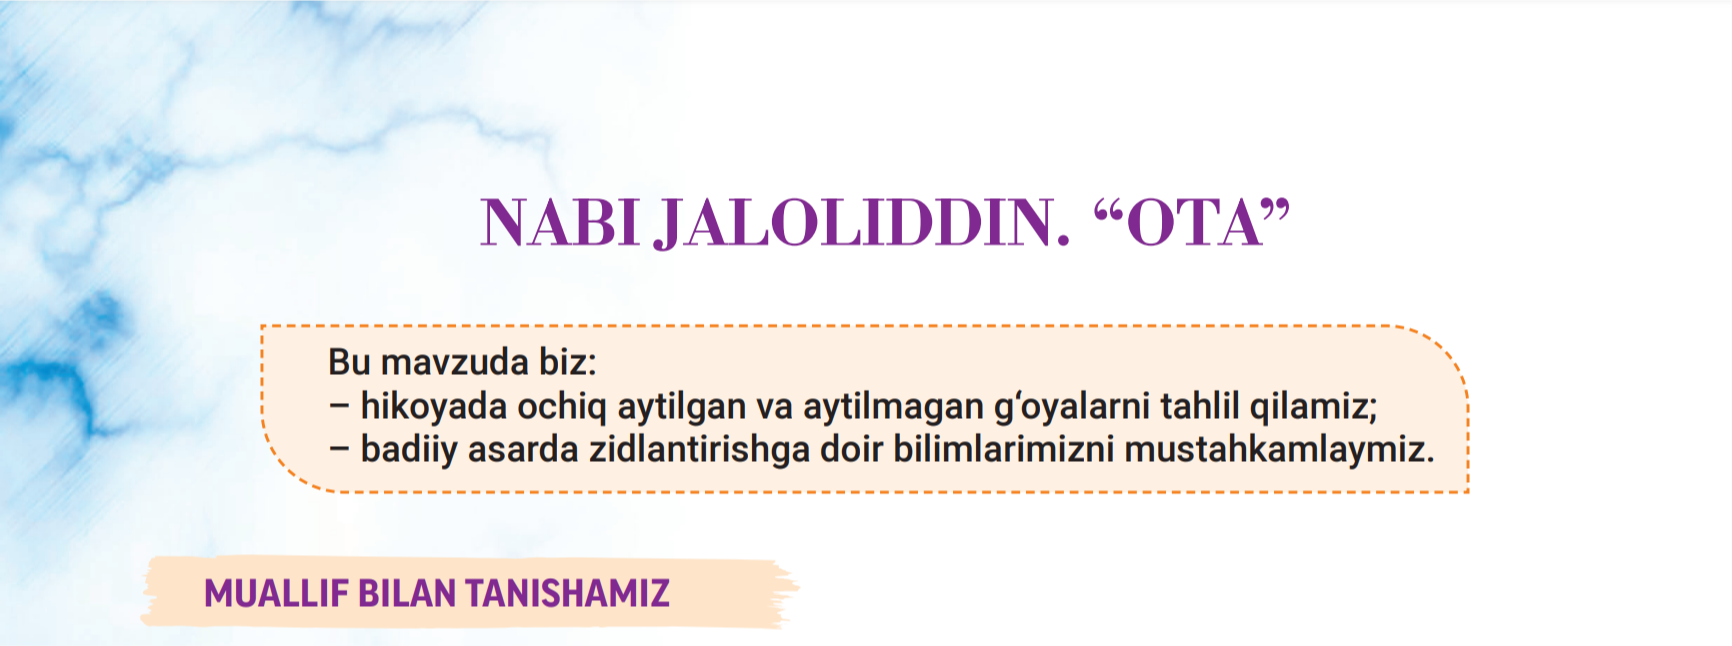 NABI JALOLIDDIN. “OTA”
Bu mavzuda biz:
– hikoyada ochiq aytilgan va aytilmagan g‘oyalarni tahlil qilamiz;
– badiiy asarda zidlantirishga doir bilimlarimizni mustahkamlaymiz.
MUALLIF BILAN TANISHAMIZ